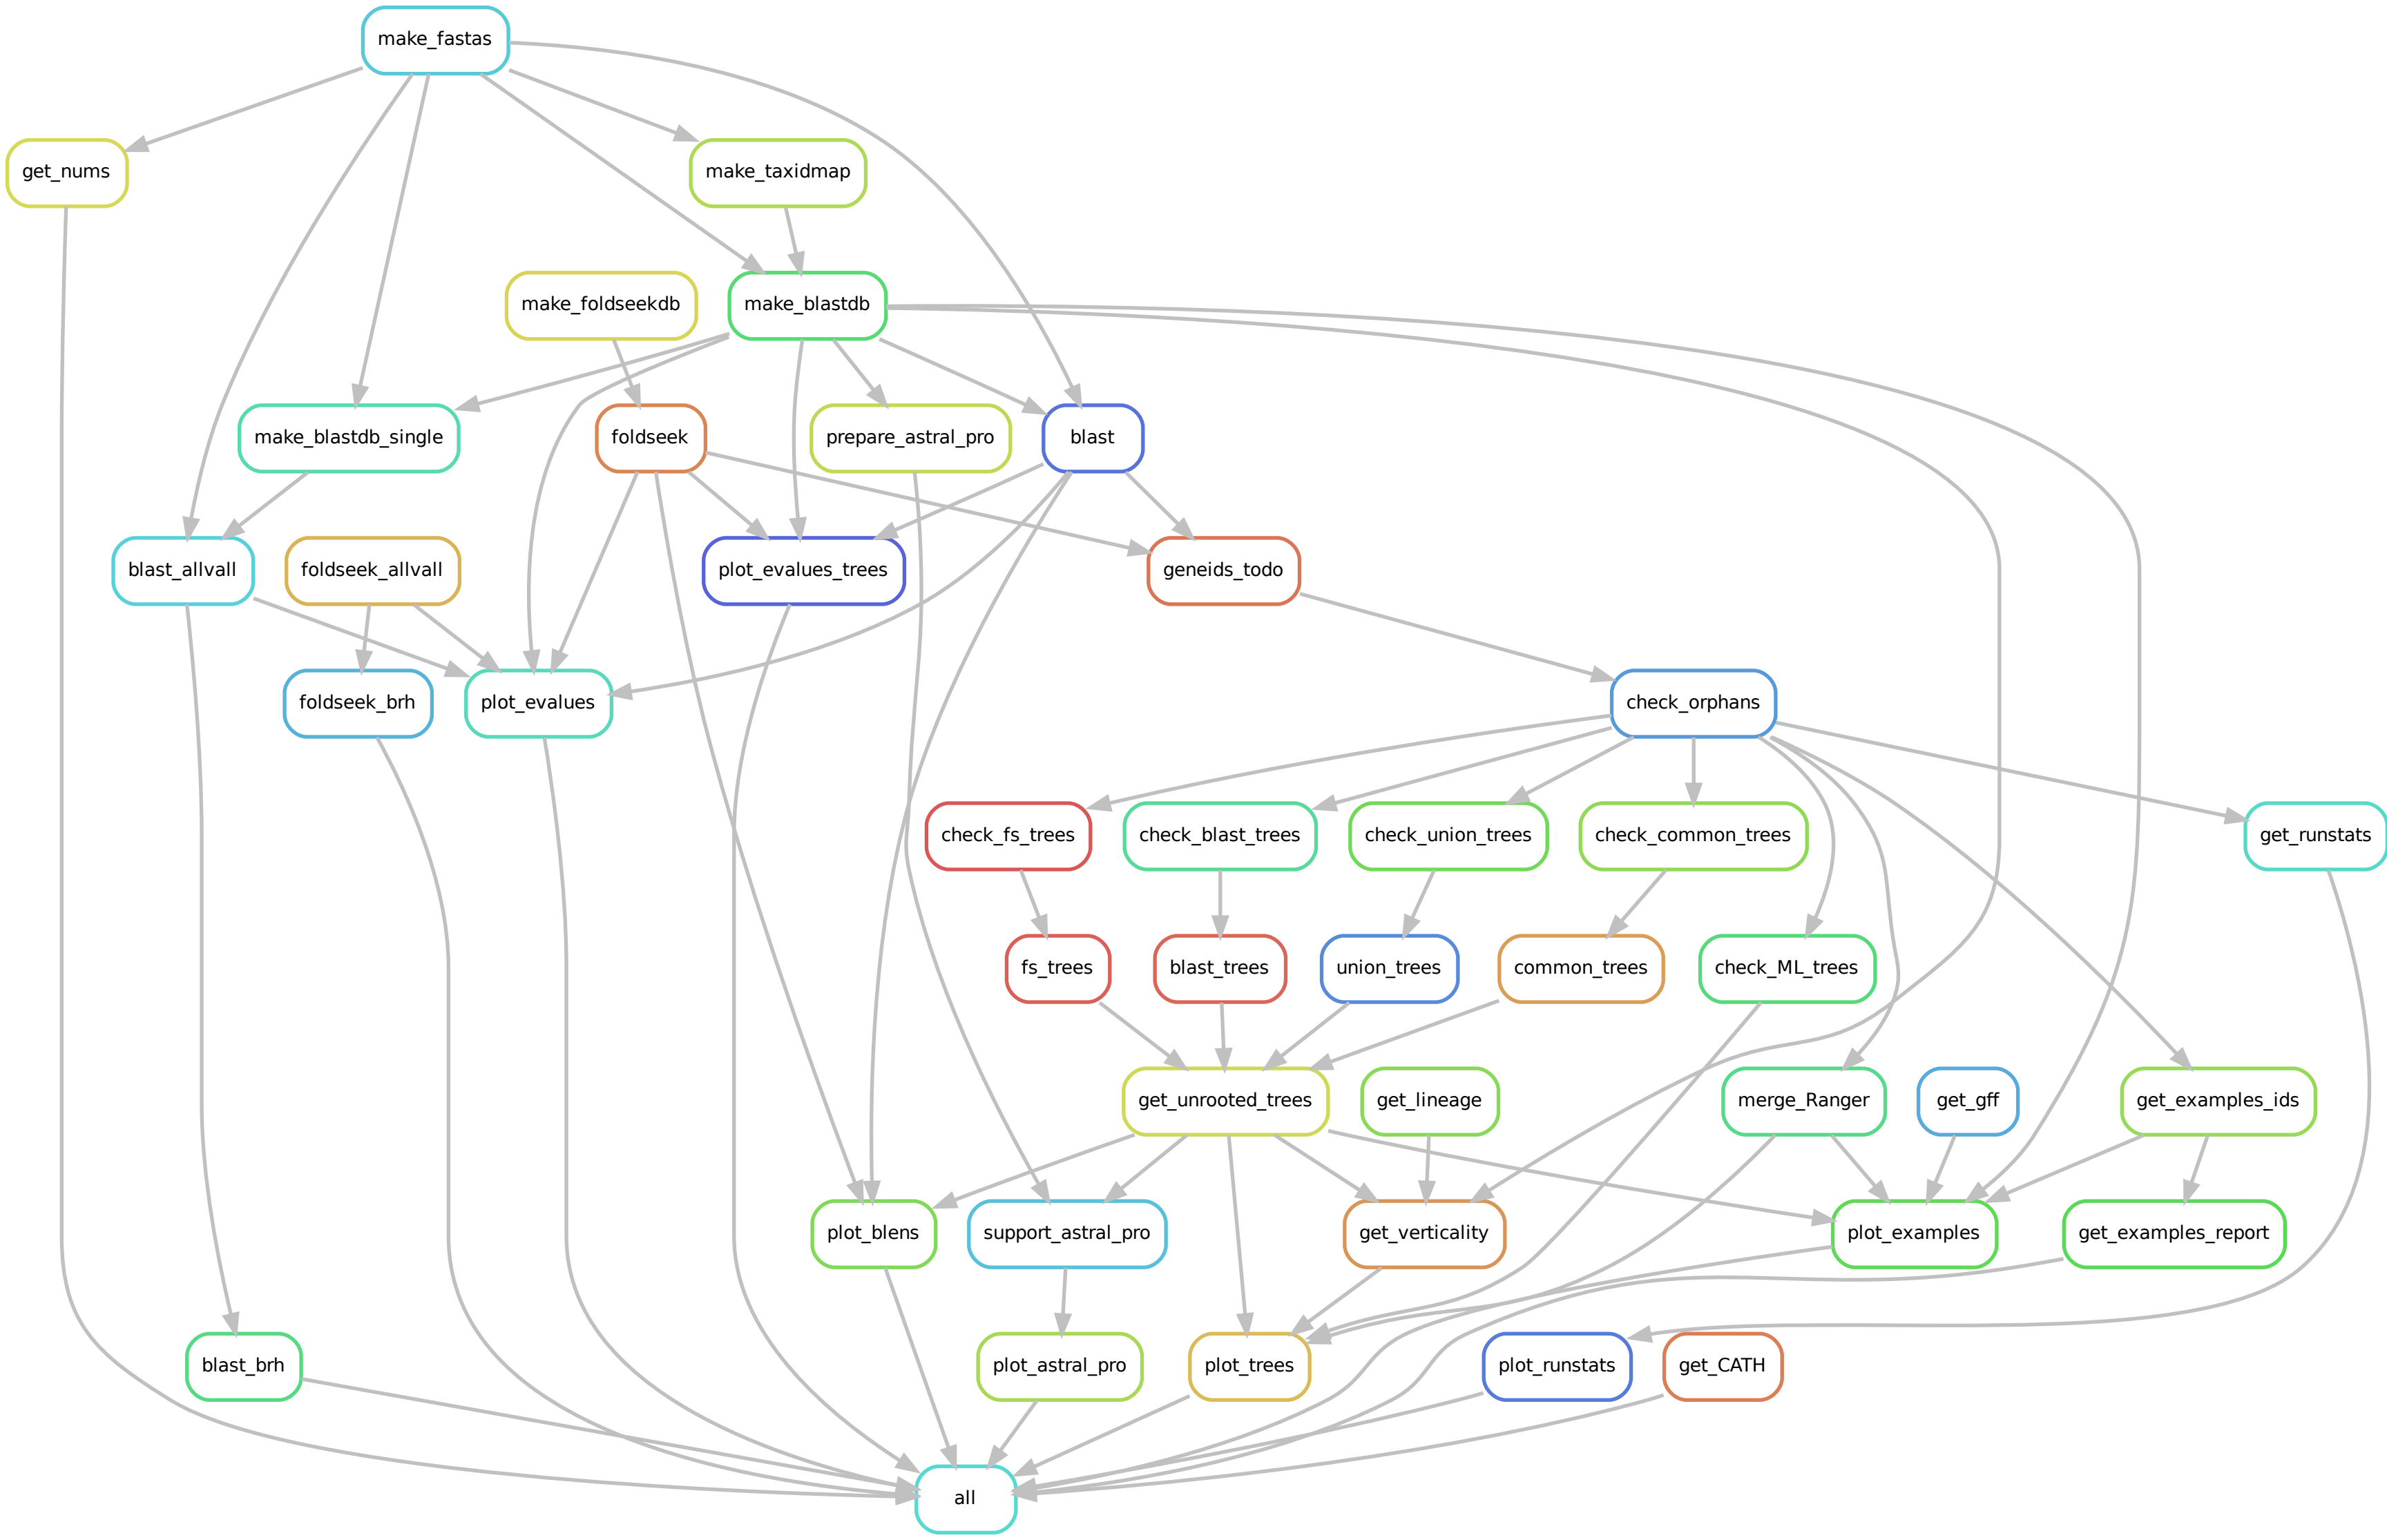 make_fastas
get_nums
make_taxidmap
make_foldseekdb
make_blastdb
make_blastdb_single
foldseek
prepare_astral_pro
blast
blast_allvall
foldseek_allvall
plot_evalues_trees
geneids_todo
foldseek_brh
plot_evalues
check_orphans
check_fs_trees
check_blast_trees
check_union_trees
check_common_trees
get_runstats
fs_trees
blast_trees
union_trees
common_trees
check_ML_trees
get_unrooted_trees
get_lineage
merge_Ranger
get_gff
get_examples_ids
plot_blens
support_astral_pro
get_verticality
plot_examples
get_examples_report
blast_brh
plot_astral_pro
plot_trees
plot_runstats
get_CATH
all